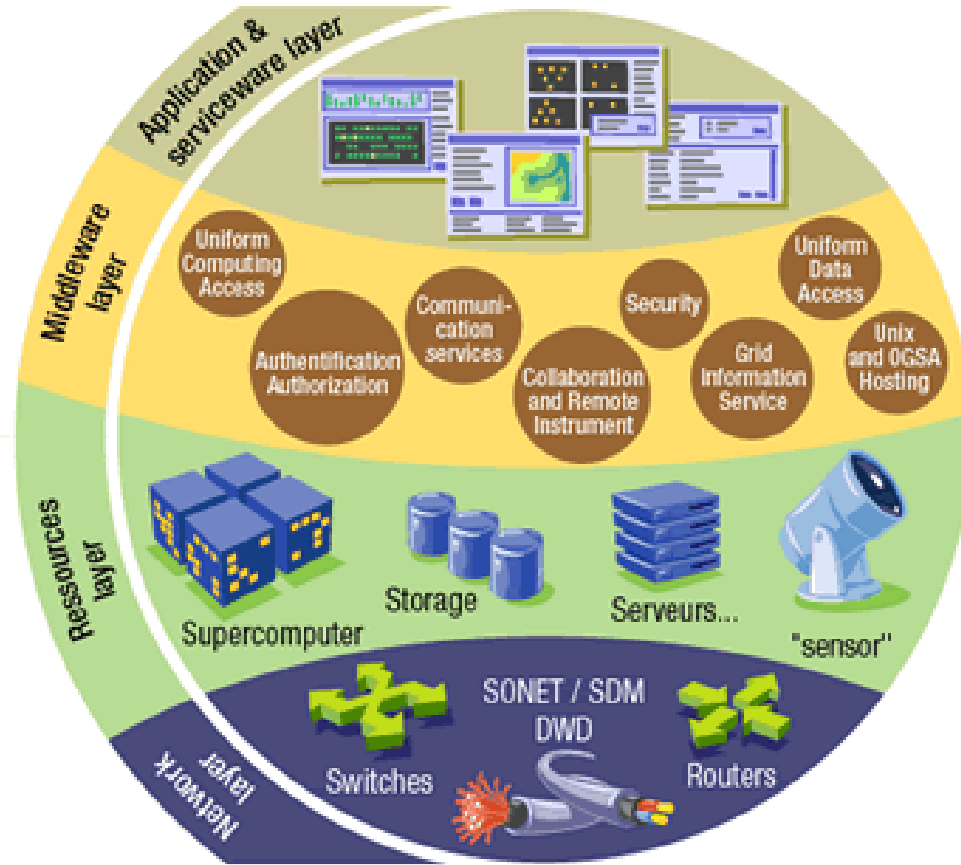 Application &
serviceware layer
Middleware
layer
Uniform
Computing
Access
Authentification
Authorization
Communi-
cation
services
Collaboration
and Remote
Instrument
Security
Grid
Information
Service
Uniform
Data
Access
Unix
and OGSA
Hosting
Ressources
layer
Supercomputer
Storage
Serveurs...
"sensor"
Network
layer
Switches
SONET / SDM
DWD
Routers